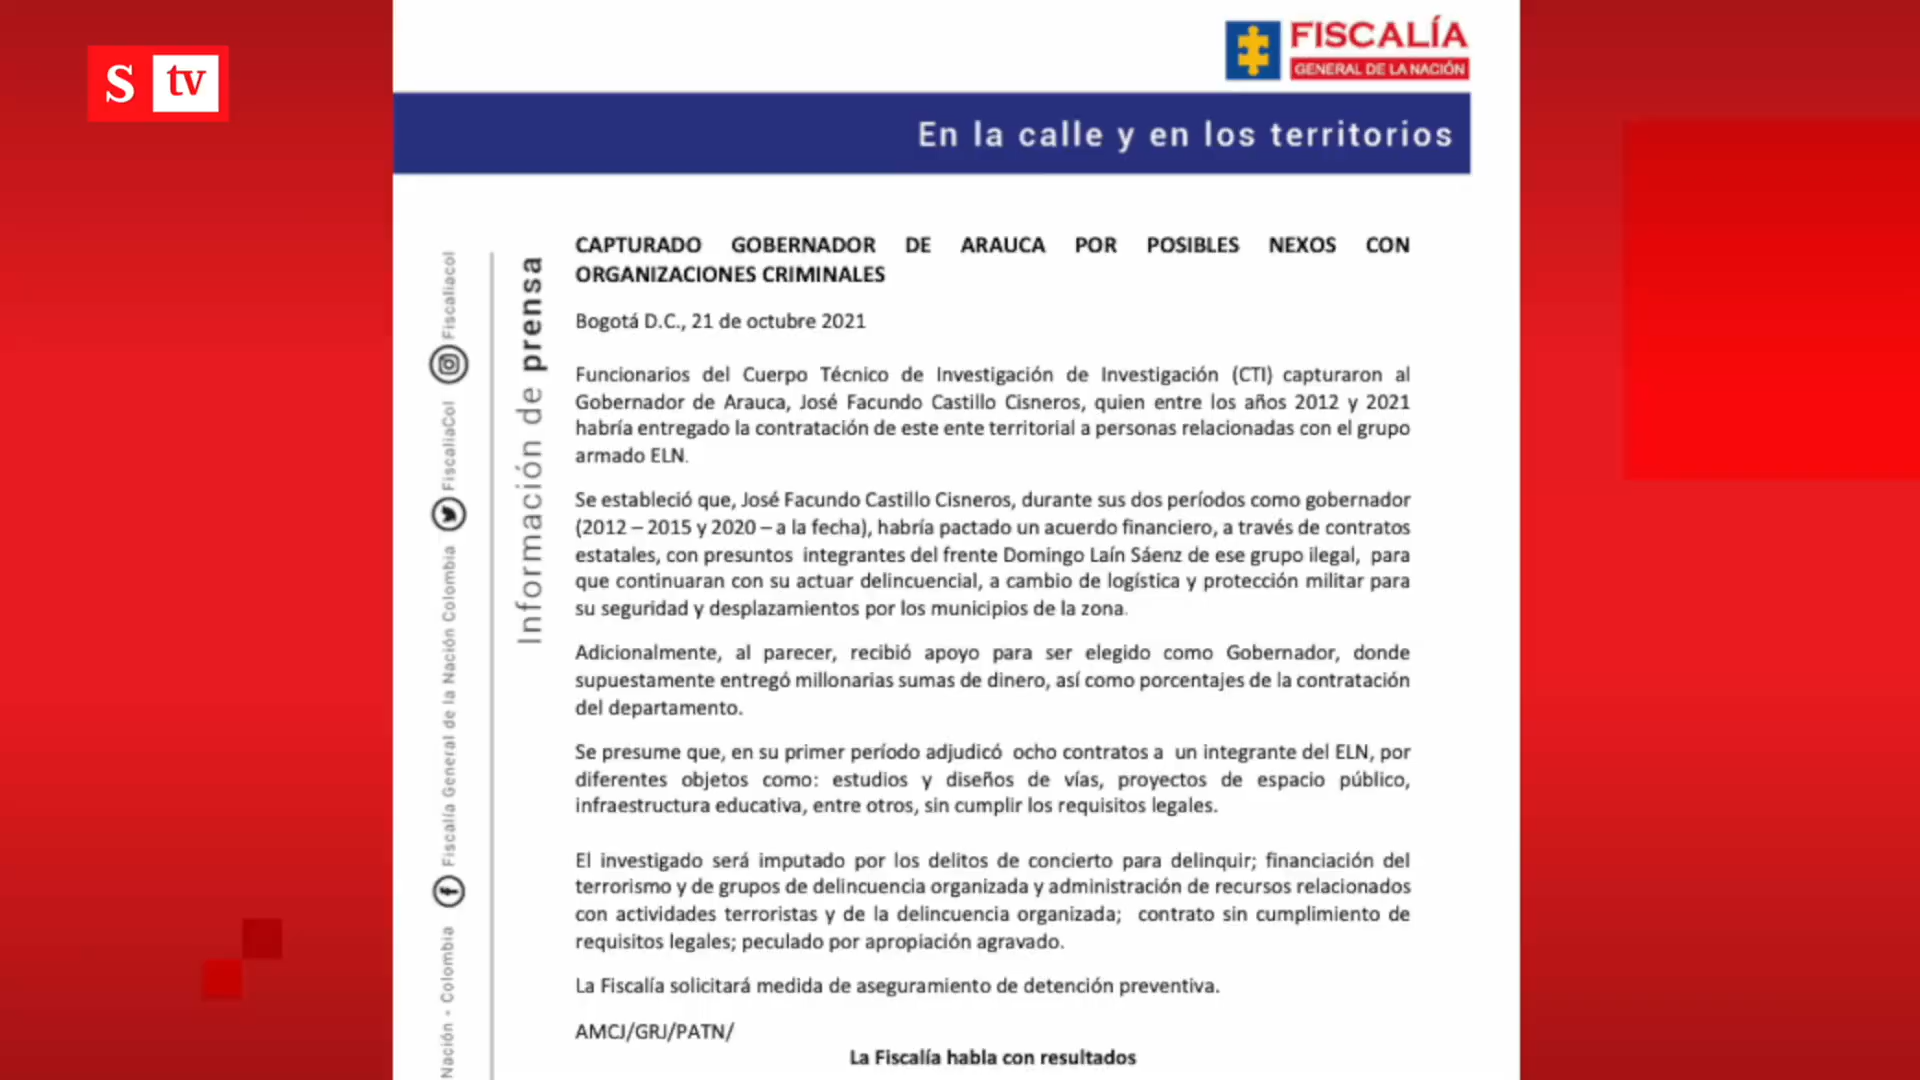 S tv
FISCALÍA
GENERAL DE LA NACIÓN
En la calle y en los territorios
CAPTURADO GOBERNADOR DE ARAUCA POR POSIBLES NEXOS CON
ORGANIZACIONES CRIMINALES
Bogotá D.C., 21 de octubre 2021
Funcionarios del Cuerpo Técnico de Investigación de Investigación (CTI) capturaron al
Gobernador de Arauca, José Facundo Castillo Cisneros, quien entre los años 2012 y 2021
habría entregado la contratación de este ente territorial a personas relacionadas con el grupo
armado ELN.
Se estableció que, José Facundo Castillo Cisneros, durante sus dos períodos como gobernador
(2012 – 2015 y 2020 – a la fecha), habría pactado un acuerdo financiero, a través de contratos
estatales, con presuntos integrantes del frente Domingo Laín Sáenz de ese grupo ilegal, para
que continuaran con su actuar delincuencial, a cambio de logística y protección militar para
su seguridad y desplazamientos por los municipios de la zona.
Adicionalmente, al parecer, recibió apoyo para ser elegido como Gobernador, donde
supuestamente entregó millonarias sumas de dinero, así como porcentajes de la contratación
del departamento.
Se presume que, en su primer período adjudicó ocho contratos a un integrante del ELN, por
diferentes objetos como: estudios y diseños de vías, proyectos de espacio público,
infraestructura educativa, entre otros, sin cumplir los requisitos legales.
El investigado será imputado por los delitos de concierto para delinquir; financiación del
terrorismo y de grupos de delincuencia organizada y administración de recursos relacionados
con actividades terroristas y de la delincuencia organizada; contrato sin cumplimiento de
requisitos legales; peculado por apropiación agravado.
La Fiscalía solicitará medida de aseguramiento de detención preventiva.
AMCJ/GRJ/PATN/
La Fiscalía habla con resultados
Información de prensa
Nación - Colombia
Fiscalía General de la Nación Colombia
FiscaliaCol
Fiscaliacol